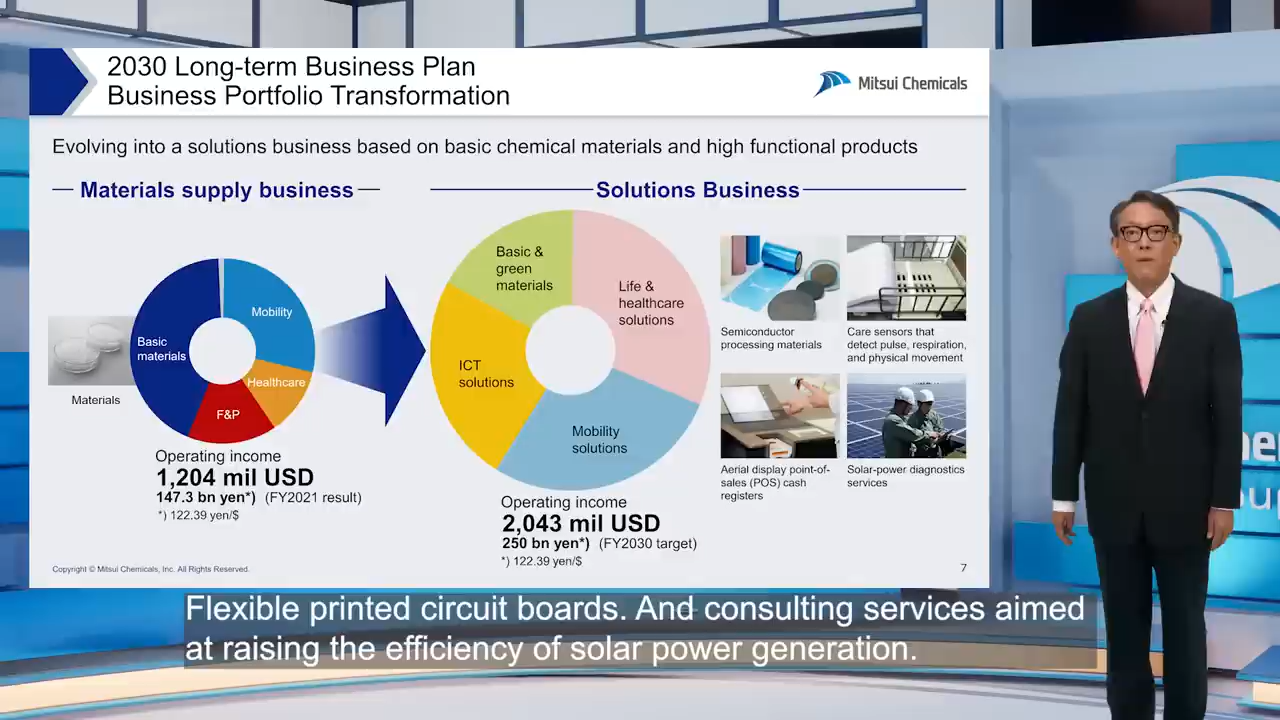 2030 Long-term Business Plan
Business Portfolio Transformation
Mitsui Chemicals
Evolving into a solutions business based on basic chemical materials and high functional products
Materials supply business
Solutions Business
Materials
Basic
materials
Mobility
Healthcare
F&P
Operating income
1,204 mil USD
147.3 bn yen*) (FY2021 result)
*) 122.39 yen/$
Basic &
green
materials
Life &
healthcare
solutions
ICT
solutions
Mobility
solutions
Operating income
2,043 mil USD
250 bn yen*) (FY2030 target)
*) 122.39 yen/$
Semiconductor
processing materials
Care sensors that
detect pulse, respiration,
and physical movement
Aerial display point-of-
sales (POS) cash
registers
Solar-power diagnostics
services
Copyright © Mitsui Chemicals, Inc. All Rights Reserved.
7
Flexible printed circuit boards. And consulting services aimed
at raising the efficiency of solar power generation.